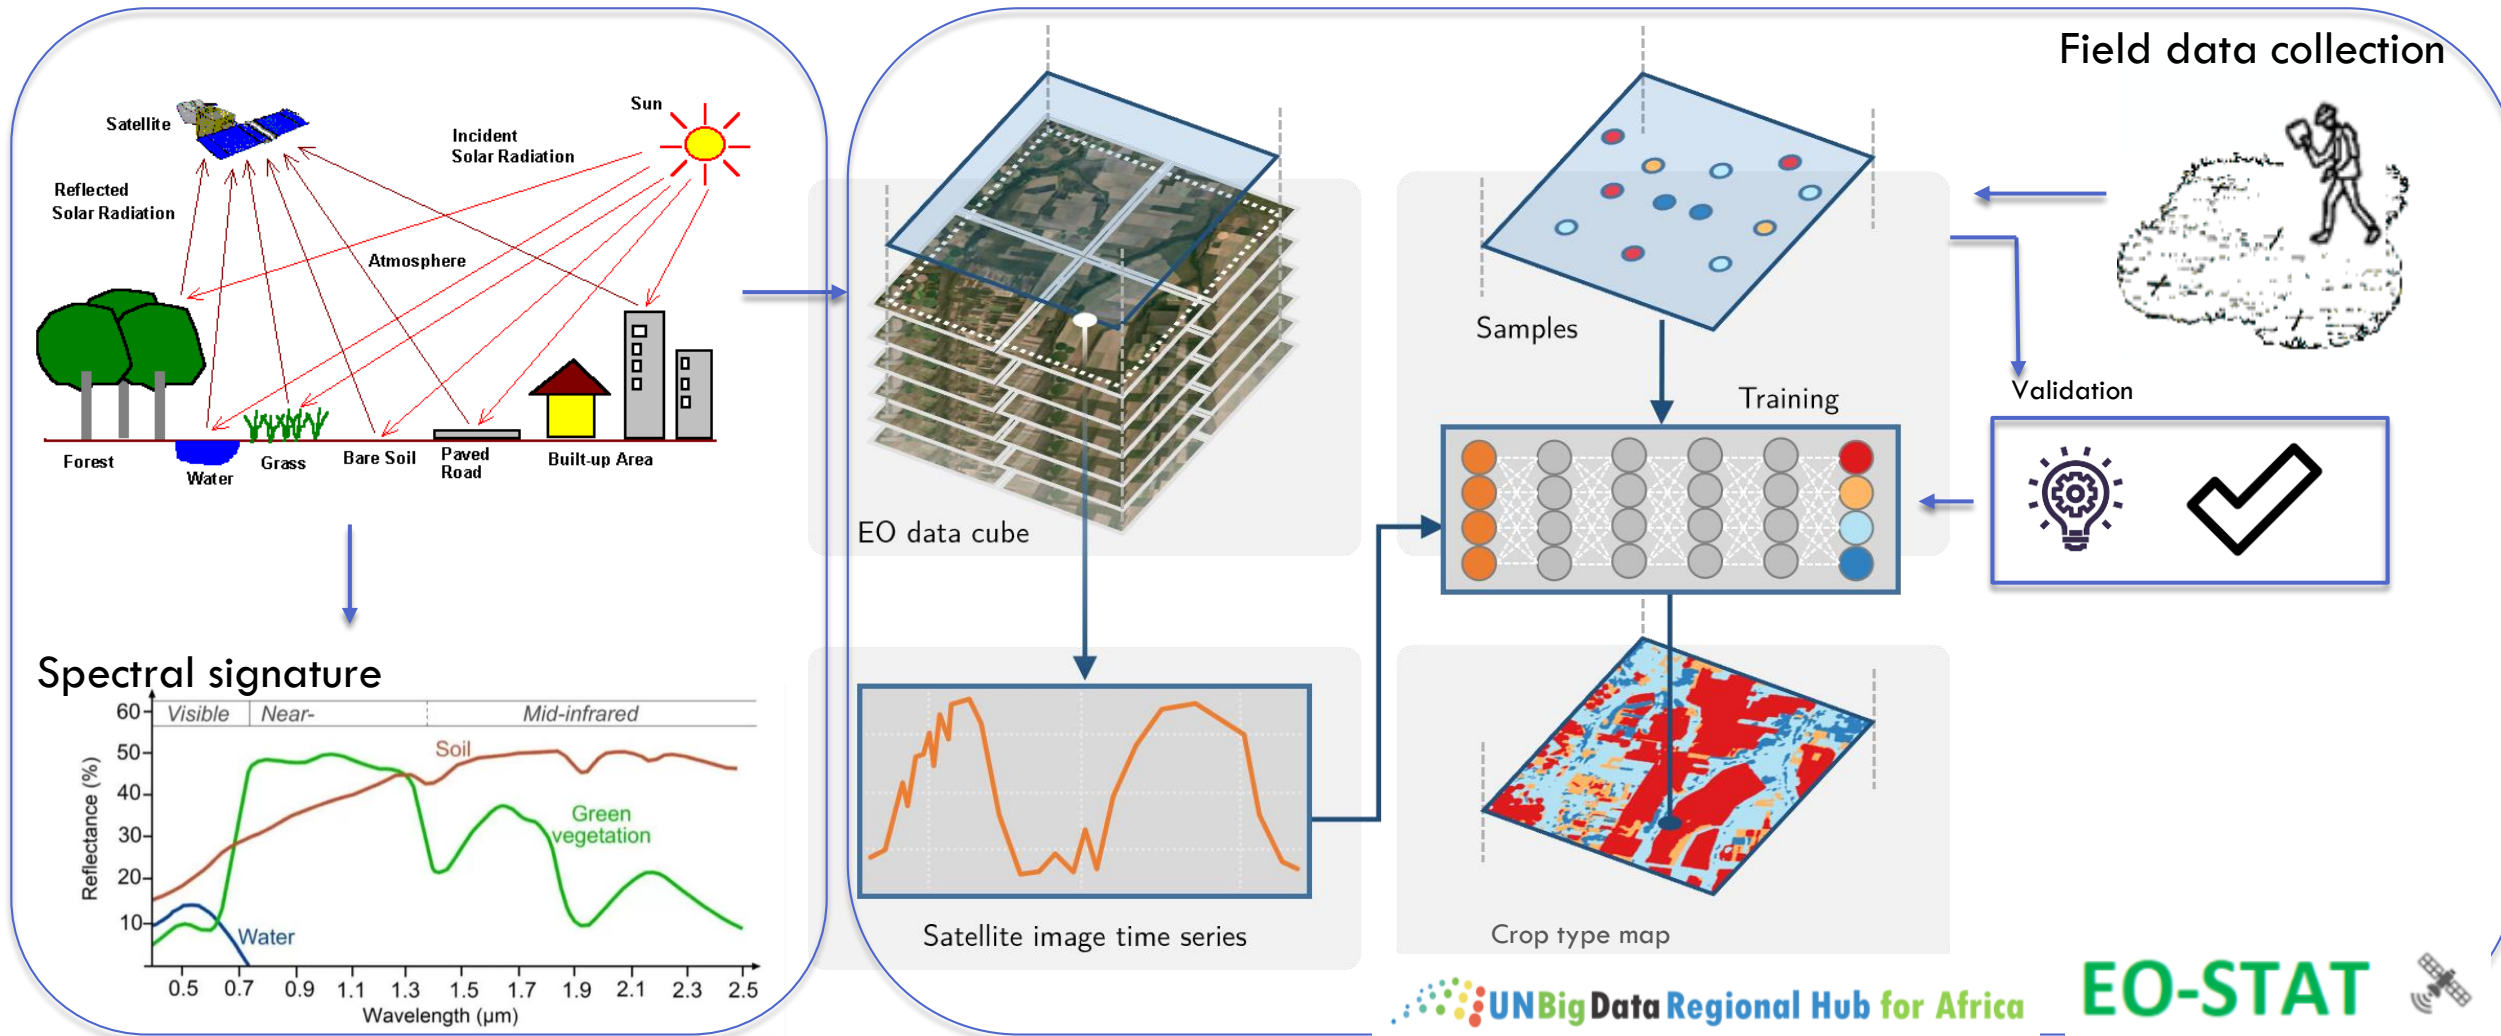 Field data collection
Satellite
Sun
Incident
Solar Radiation
Reflected
Solar Radiation
Atmosphere
Forest
Water
Grass
Bare Soil
Paved
Road
Built-up Area
EO data cube
Samples
Training
Validation
Spectral signature
Visible
Near-
Mid-infrared
60
50
40
30
20
10
Reflectance (%)
Soil
Green
vegetation
Water
0.5 0.7 0.9 1.1 1.3 1.5 1.7 1.9 2.1 2.3 2.5
Wavelength (μm)
Satellite image time series
Crop type map
UNBigData Regional Hub for Africa
EO-STAT